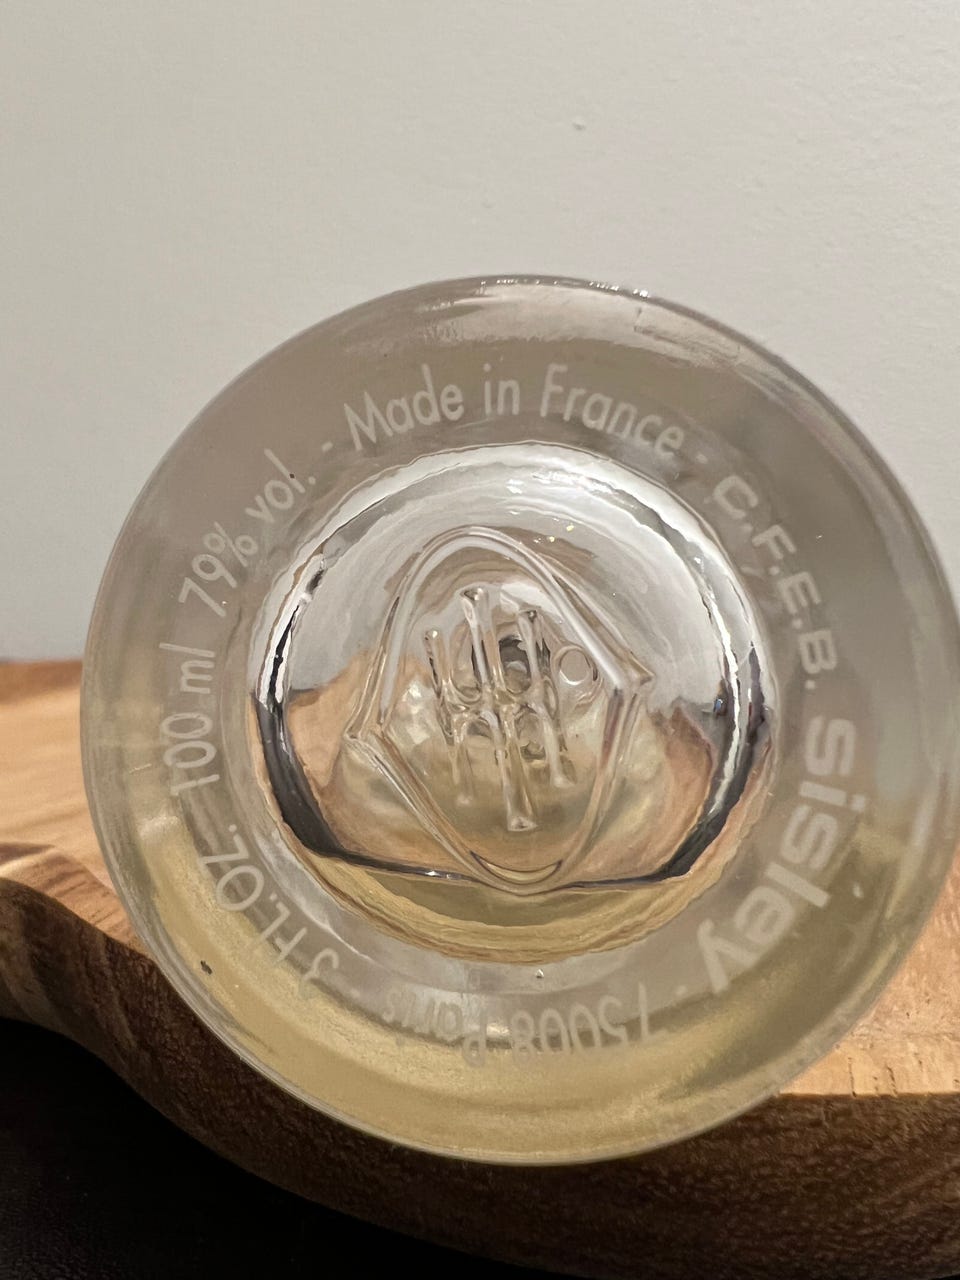 C.F.E.B. Sisley - 75008 Paris - 3 FL.OZ. 100 ml 79% vol. - Made in France -